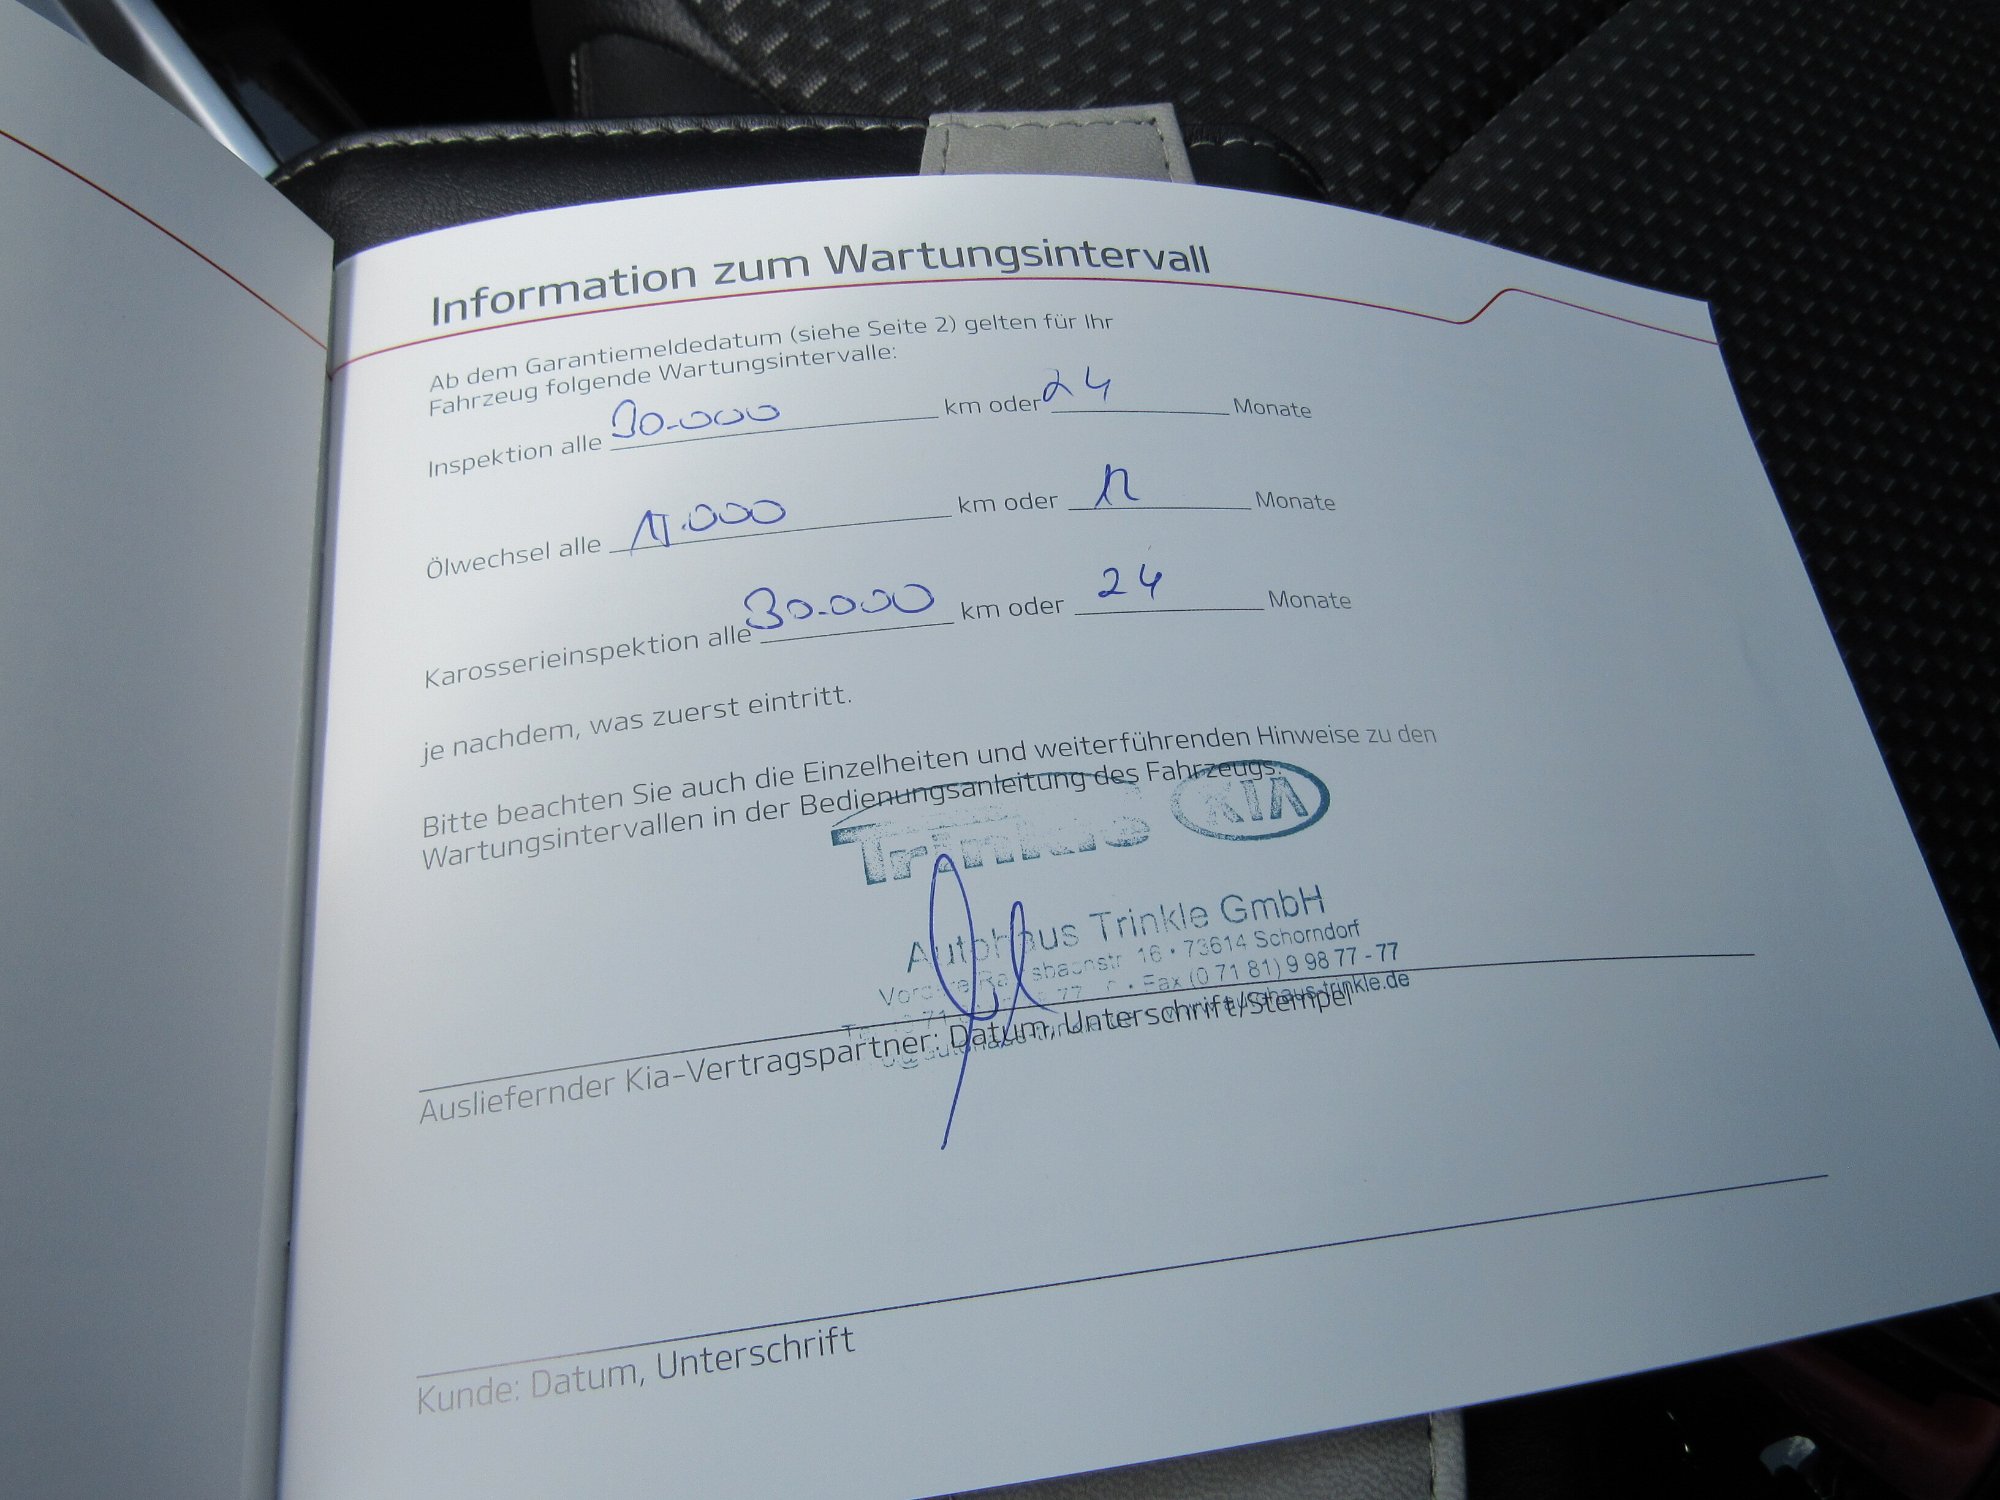 Information zum Wartungsintervall
Ab dem Garantiemeldedatum (siehe Seite 2) gelten für Ihr
Fahrzeug folgende Wartungsintervalle:
Inspektion alle 30.000 km oder 24 Monate
Ölwechsel alle 15.000 km oder 12 Monate
Karosserieinspektion alle 30.000 km oder 24 Monate
je nachdem, was zuerst eintritt.
Bitte beachten Sie auch die Einzelheiten und weiterführenden Hinweise zu den
Wartungsintervallen in der Bedienungsanleitung des Fahrzeugs.
Trinkle KIA
Autohaus Trinkle GmbH
16 · 73614 Schorndorf
77 · Fax (0 71 81) 9 98 77 - 77
Ausliefernder Kia-Vertragspartner: Datum, Unterschrift/Stempel
Kunde: Datum, Unterschrift